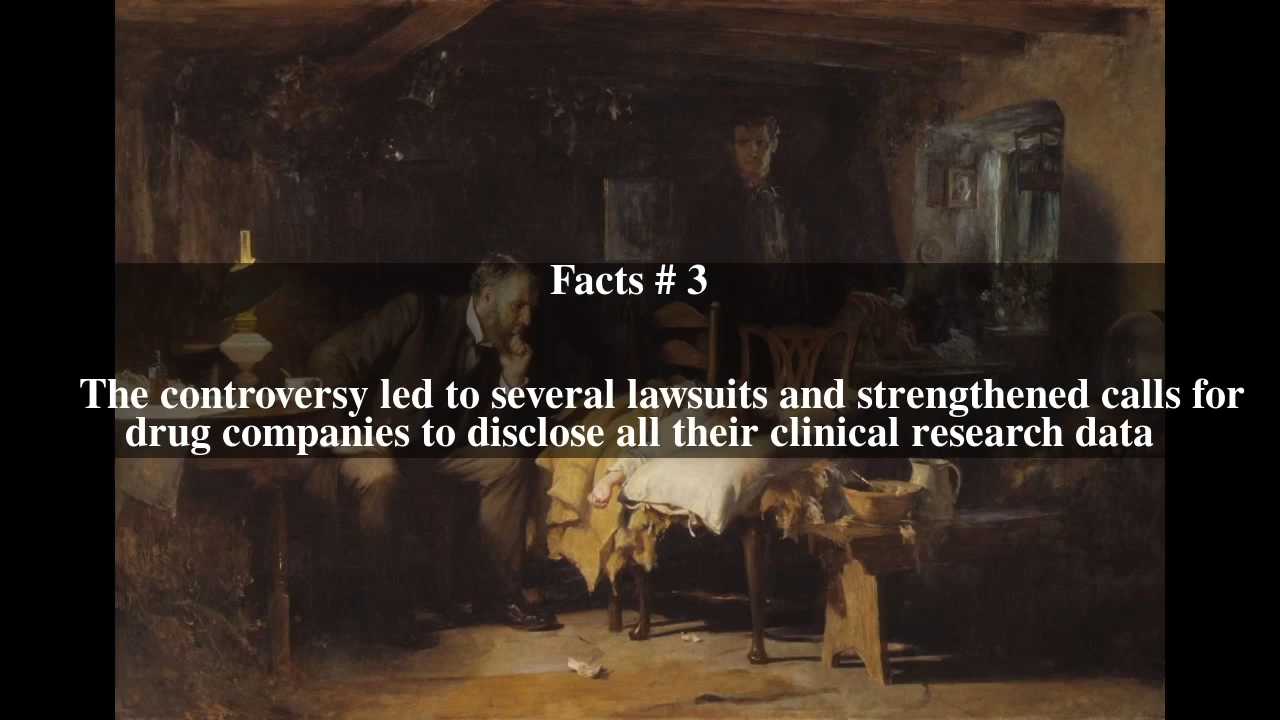 Facts # 3
The controversy led to several lawsuits and strengthened calls for
drug companies to disclose all their clinical research data